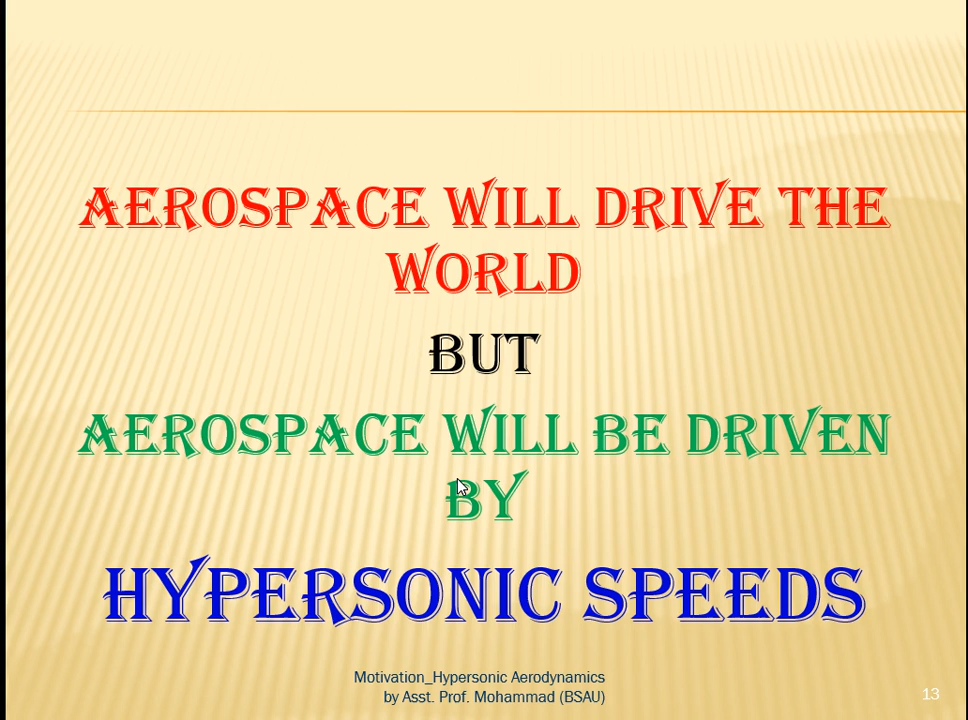 AEROSPACE WILL DRIVE THE
WORLD
BUT
AEROSPACE WILL BE DRIVEN
BY
HYPERSONIC SPEEDS
Motivation_Hypersonic Aerodynamics
by Asst. Prof. Mohammad (BSAU)
13